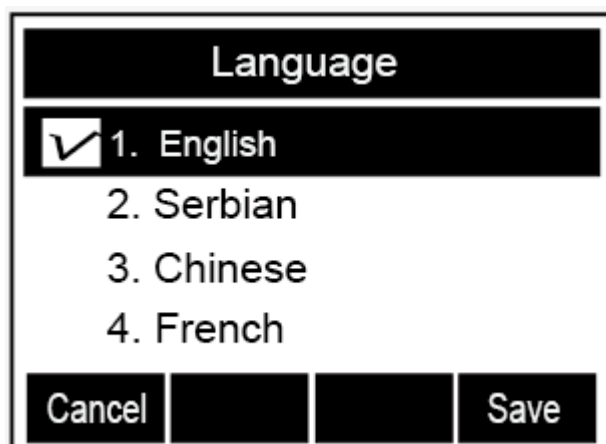 Language
1. English
2. Serbian
3. Chinese
4. French
Cancel Save